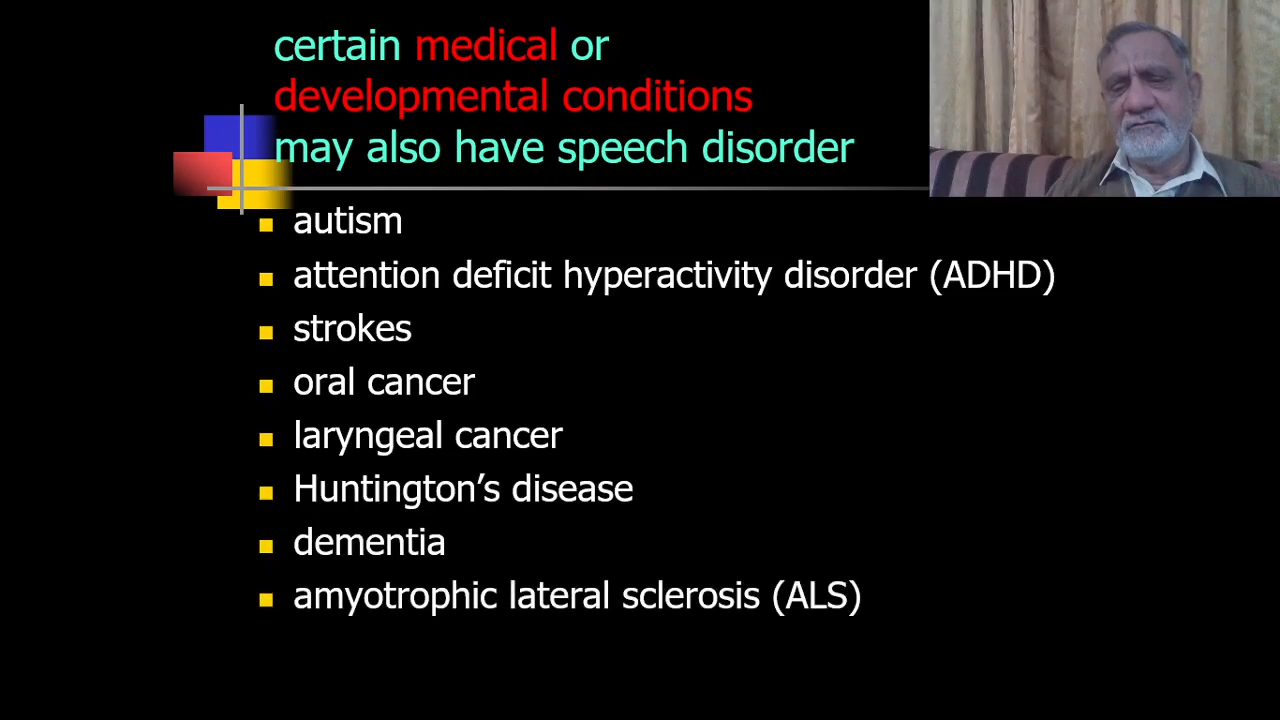 certain medical or
developmental conditions
may also have speech disorder
autism
attention deficit hyperactivity disorder (ADHD)
strokes
oral cancer
laryngeal cancer
Huntington’s disease
dementia
amyotrophic lateral sclerosis (ALS)